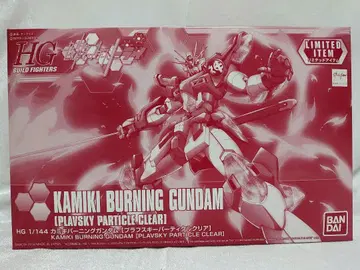 HG
BUILD FIGHTERS
LIMITED
ITEM
KAMIKI BURNING GUNDAM
[PLAVSKY PARTICLE CLEAR]
HG 1/144 カミキバーニングガンダム [プラフスキーパーティクルクリア]
KAMIKI BURNING GUNDAM [PLAVSKY PARTICLE CLEAR]
BAN
DAI